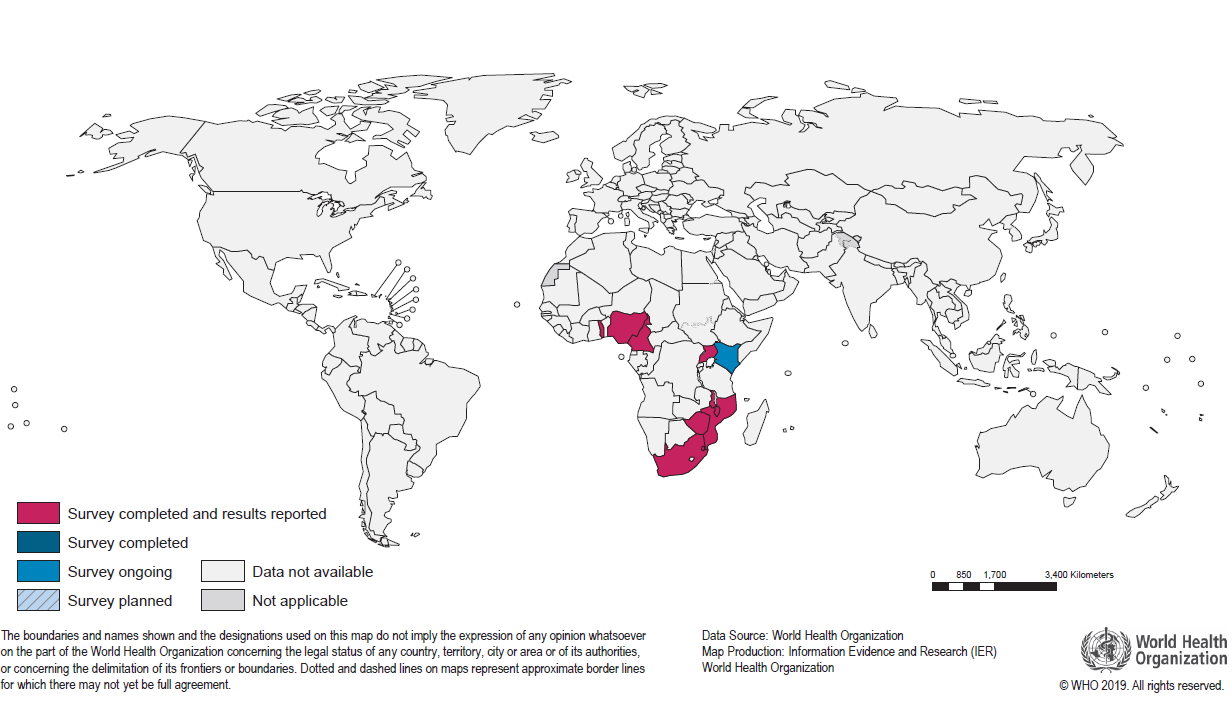 Survey completed and results reported
Survey completed
Survey ongoing
Data not available
Survey planned
Not applicable
0 850 1,700 3,400 Kilometers
The boundaries and names shown and the designations used on this map do not imply the expression of any opinion whatsoever
on the part of the World Health Organization concerning the legal status of any country, territory, city or area or of its authorities,
or concerning the delimitation of its frontiers or boundaries. Dotted and dashed lines on maps represent approximate border lines
for which there may not yet be full agreement.
Data Source: World Health Organization
Map Production: Information Evidence and Research (IER)
World Health Organization
World Health
Organization
© WHO 2019. All rights reserved.